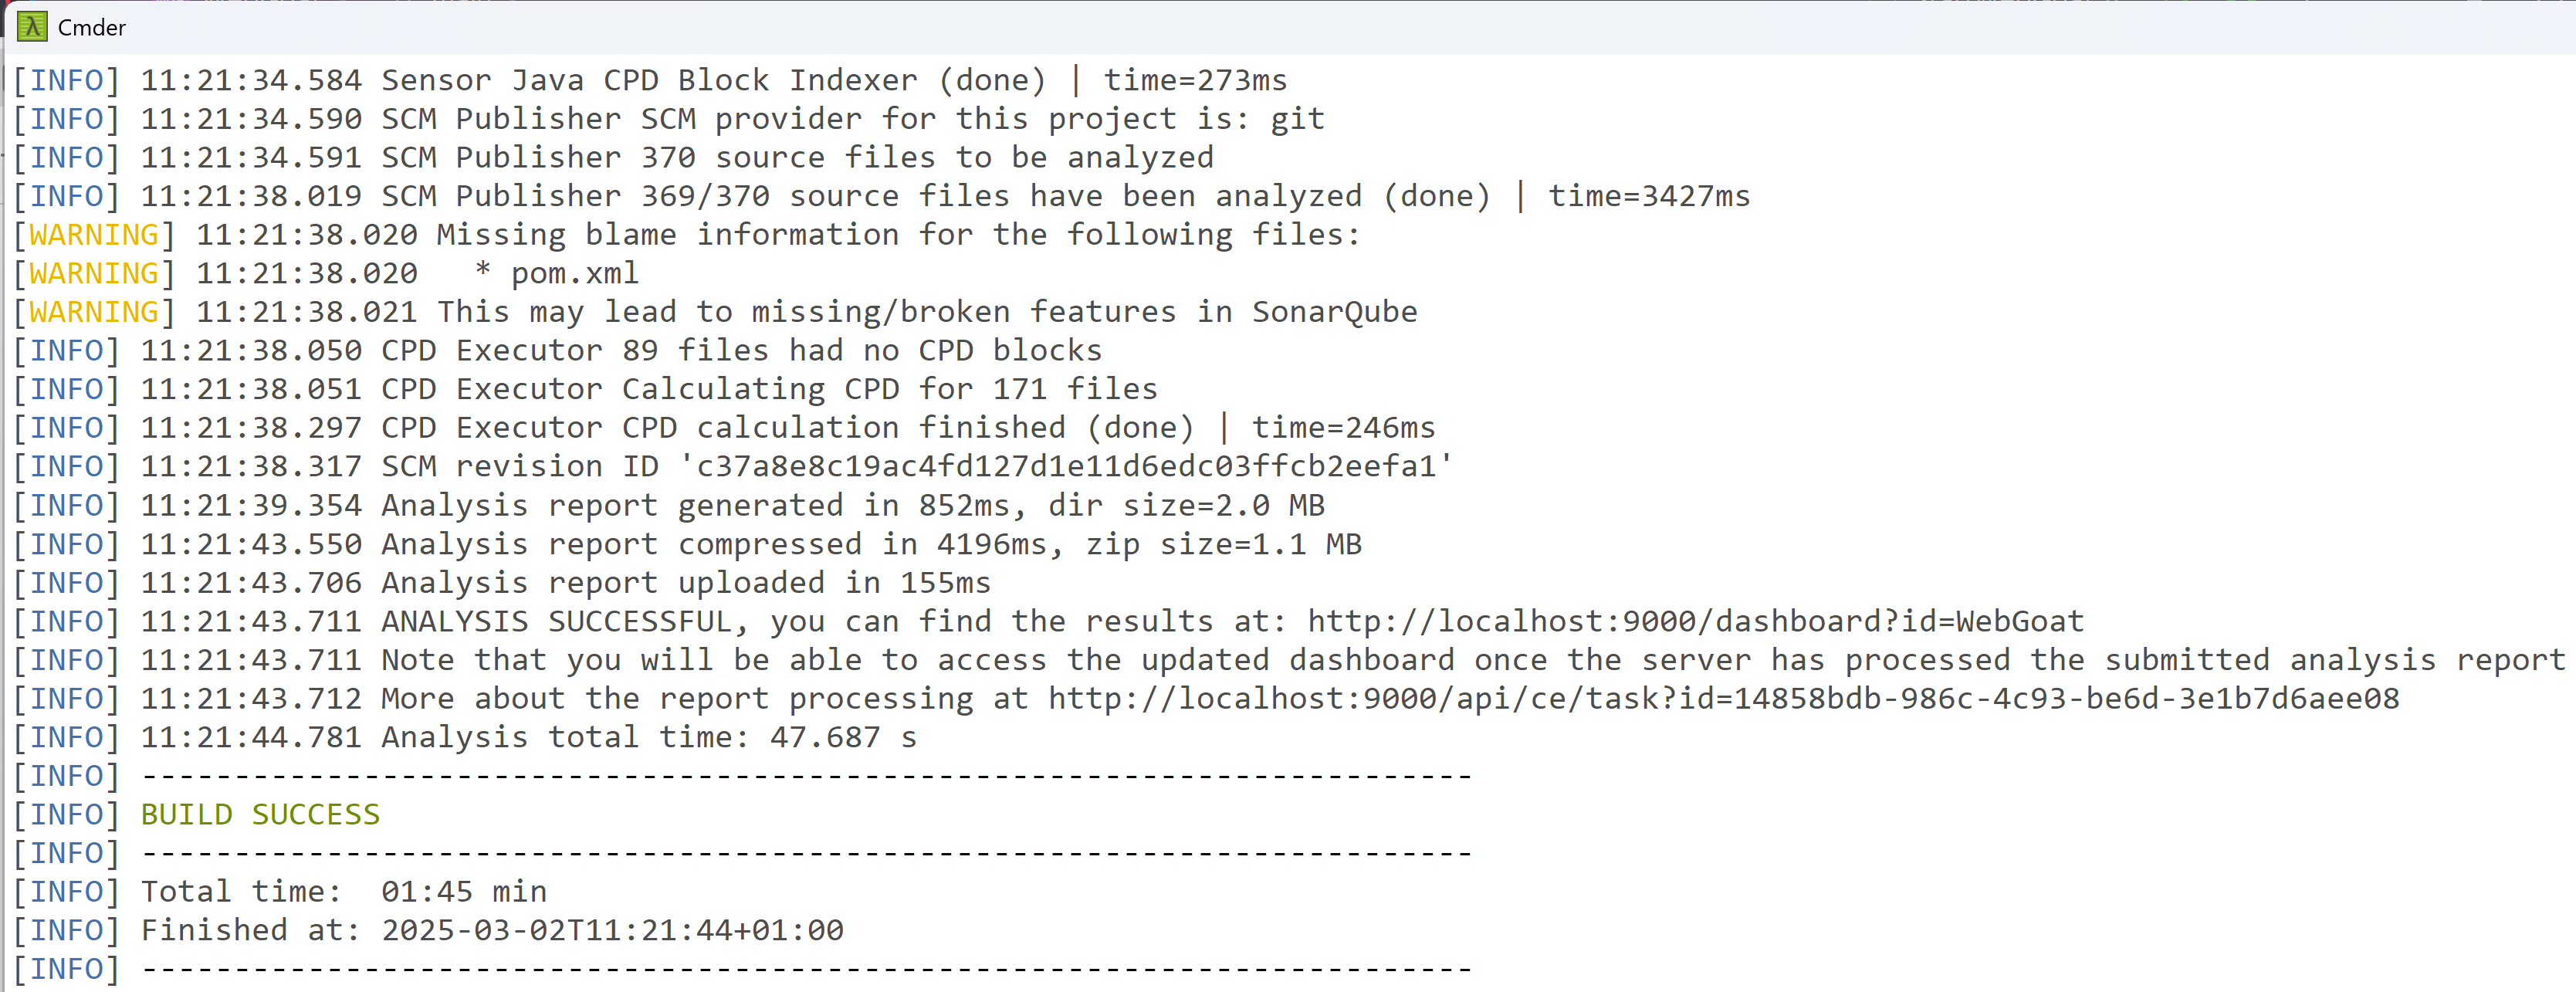 Cmder
[INFO] 11:21:34.584 Sensor Java CPD Block Indexer (done) | time=273ms
[INFO] 11:21:34.590 SCM Publisher SCM provider for this project is: git
[INFO] 11:21:34.591 SCM Publisher 370 source files to be analyzed
[INFO] 11:21:38.019 SCM Publisher 369/370 source files have been analyzed (done) | time=3427ms
[WARNING] 11:21:38.020 Missing blame information for the following files:
[WARNING] 11:21:38.020   * pom.xml
[WARNING] 11:21:38.021 This may lead to missing/broken features in SonarQube
[INFO] 11:21:38.050 CPD Executor 89 files had no CPD blocks
[INFO] 11:21:38.051 CPD Executor Calculating CPD for 171 files
[INFO] 11:21:38.297 CPD Executor CPD calculation finished (done) | time=246ms
[INFO] 11:21:38.317 SCM revision ID 'c37a8e8c19ac4fd127d1e11d6edc03ffcb2eefa1'
[INFO] 11:21:39.354 Analysis report generated in 852ms, dir size=2.0 MB
[INFO] 11:21:43.550 Analysis report compressed in 4196ms, zip size=1.1 MB
[INFO] 11:21:43.706 Analysis report uploaded in 155ms
[INFO] 11:21:43.711 ANALYSIS SUCCESSFUL, you can find the results at: http://localhost:9000/dashboard?id=WebGoat
[INFO] 11:21:43.711 Note that you will be able to access the updated dashboard once the server has processed the submitted analysis report
[INFO] 11:21:43.712 More about the report processing at http://localhost:9000/api/ce/task?id=14858bdb-986c-4c93-be6d-3e1b7d6aee08
[INFO] 11:21:44.781 Analysis total time: 47.687 s
[INFO] ------------------------------------------------------------------------
[INFO] BUILD SUCCESS
[INFO] ------------------------------------------------------------------------
[INFO] Total time:  01:45 min
[INFO] Finished at: 2025-03-02T11:21:44+01:00
[INFO] ------------------------------------------------------------------------